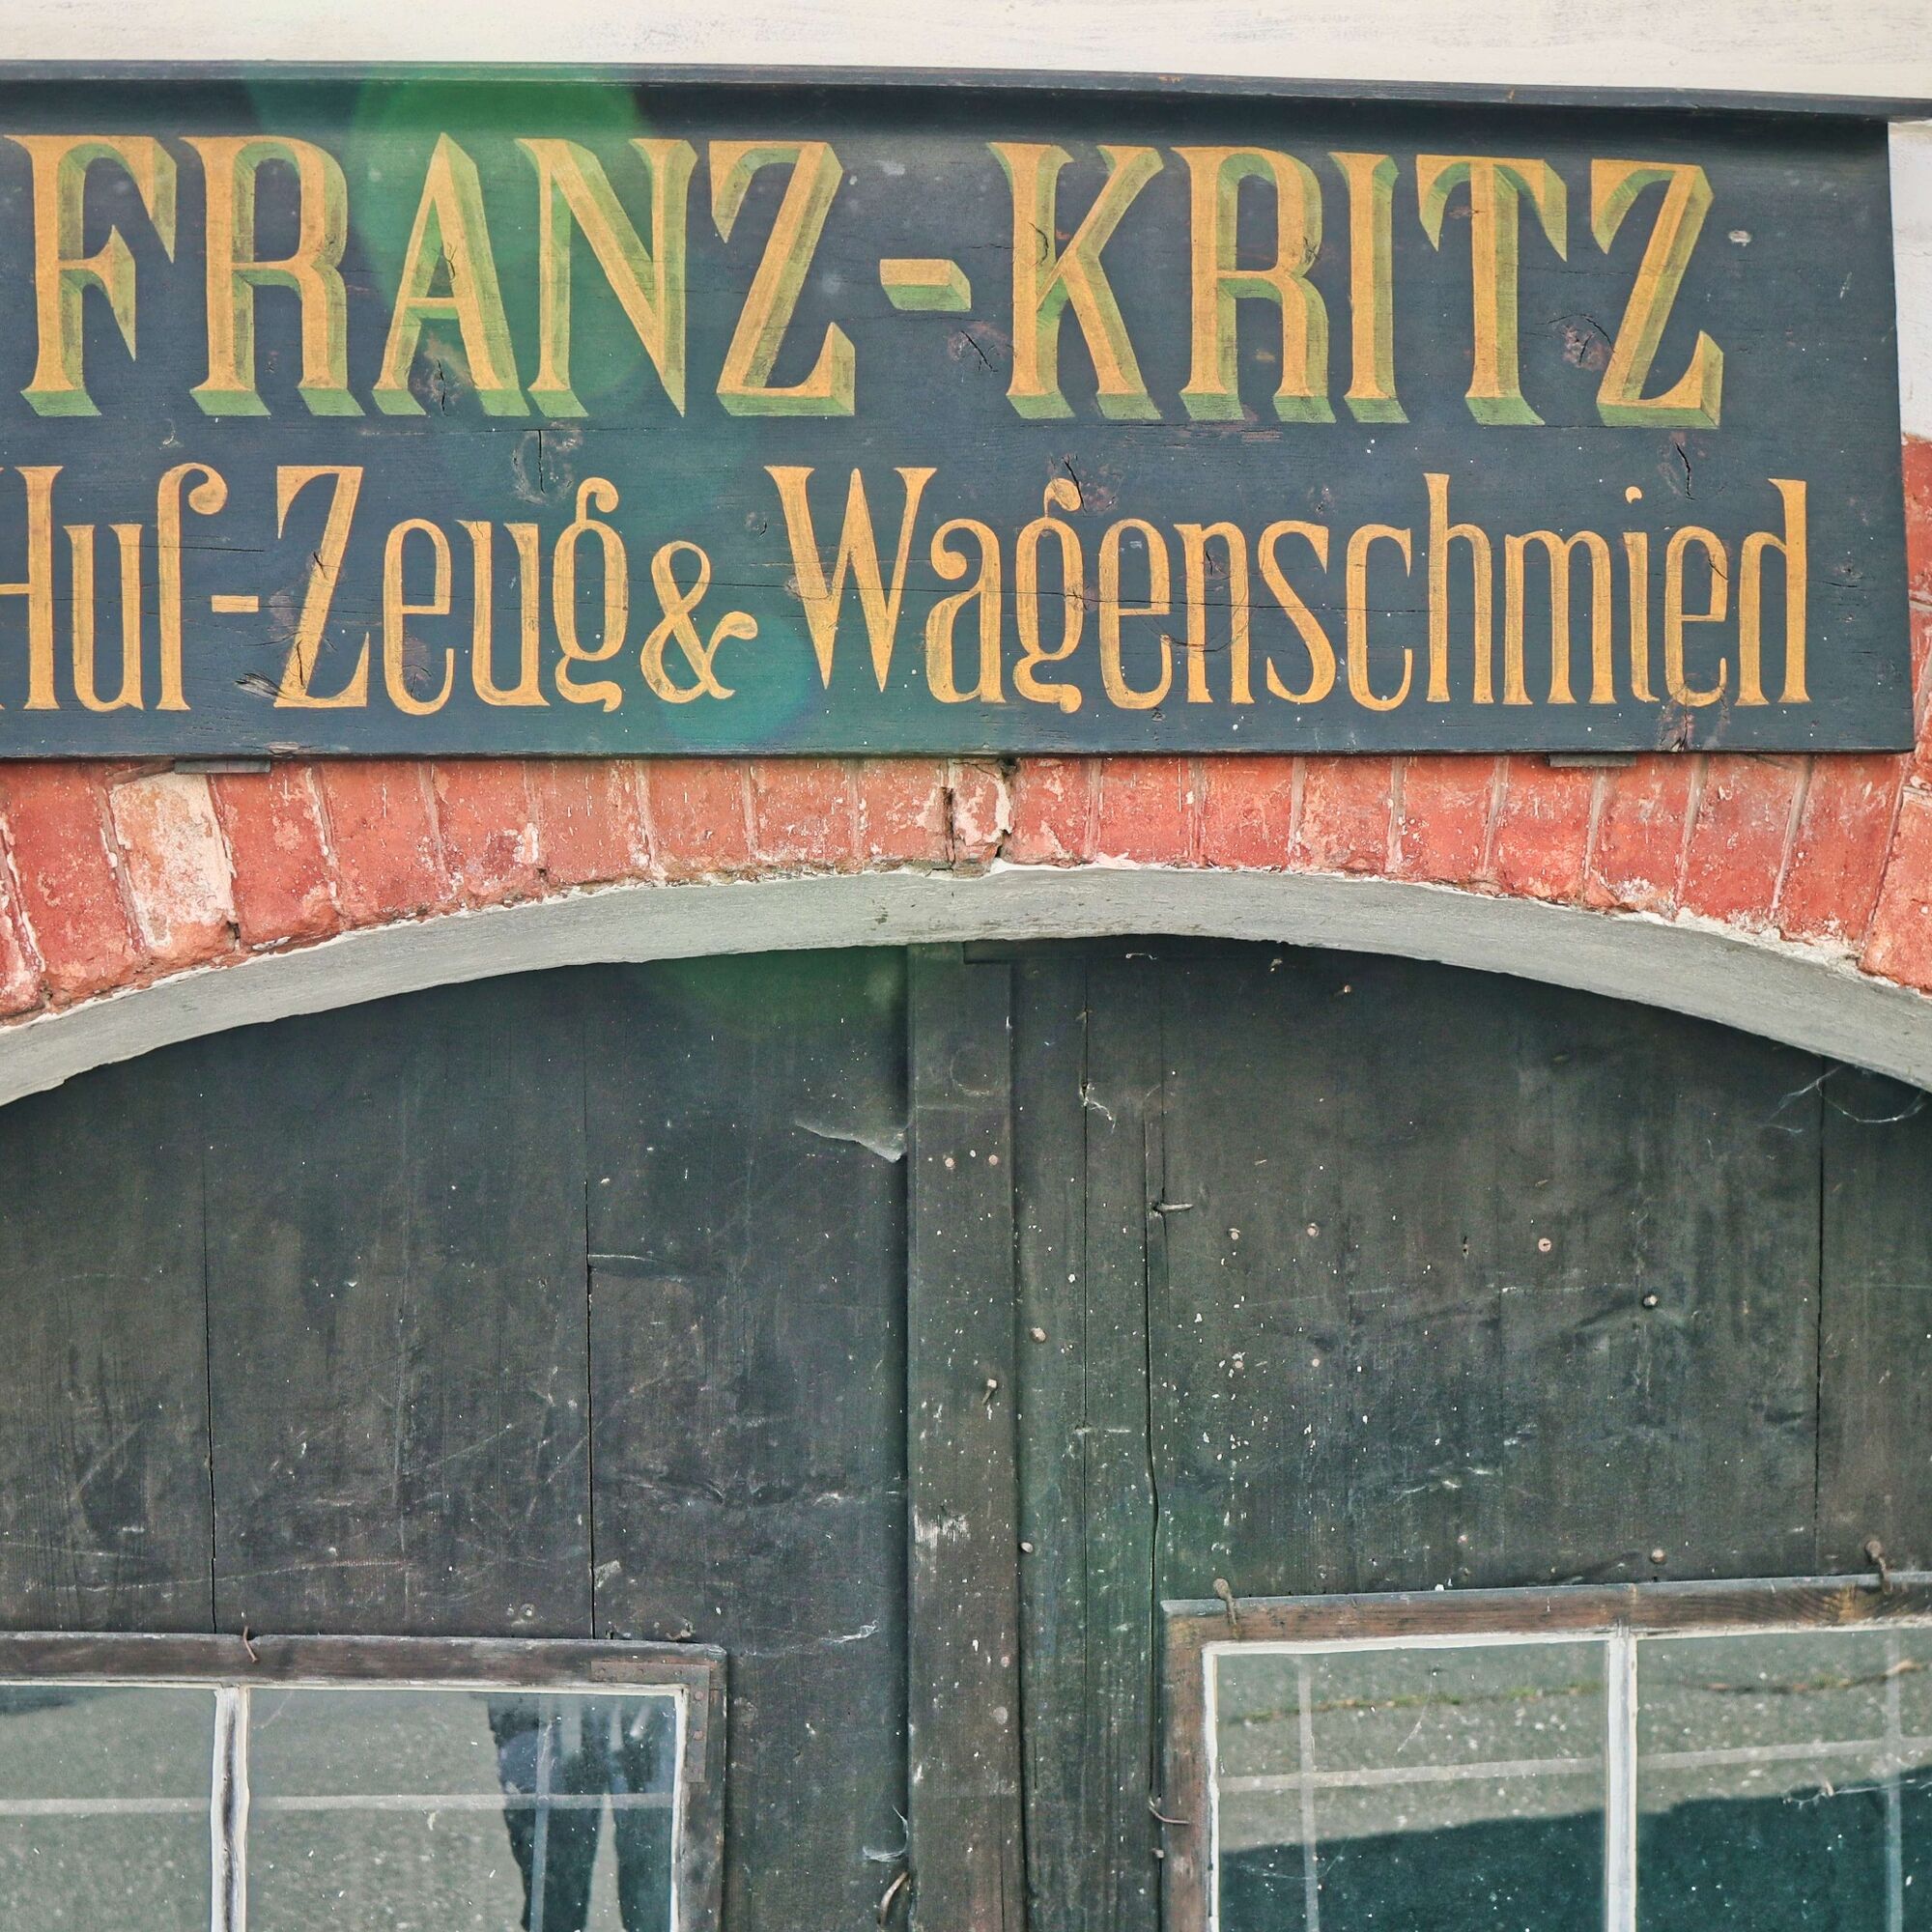 FRANZ-KRITZ
Huf-Zeug & Wagenschmied